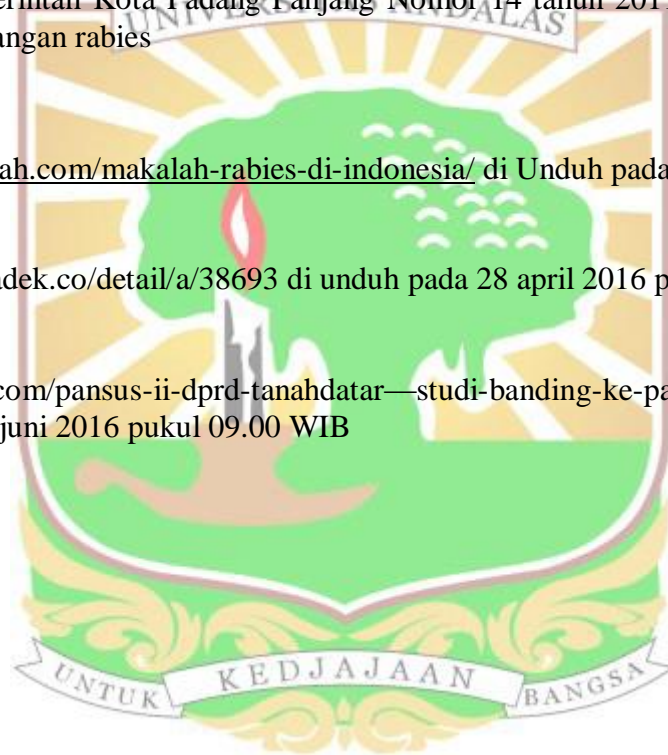 erintah Kota Padang Panjang Nomor 14 tahun 201
UNIVERSITAS ANDALAS
angan rabies
ah.com/makalah-rabies-di-indonesia/ di Unduh pada
adek.co/detail/a/38693 di unduh pada 28 april 2016 p
com/pansus-ii-dprd-tanahdatar—studi-banding-ke-pa
juni 2016 pukul 09.00 WIB
UNTUK KEDJAJAAN BANGSA